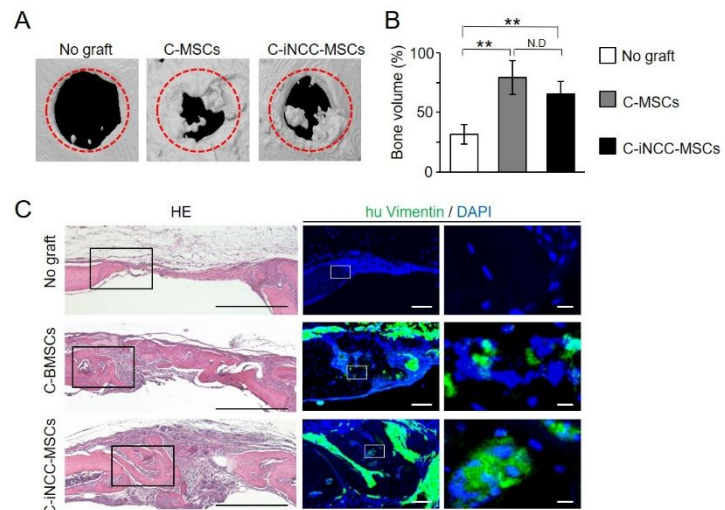 A
No graft
C-MSCs
C-iNCC-MSCs
B
**
**
N.D
Bone volume (%)
100
50
0
No graft
C-MSCs
C-iNCC-MSCs
C
HE
hu Vimentin / DAPI
No graft
C-BMSCs
C-iNCC-MSCs